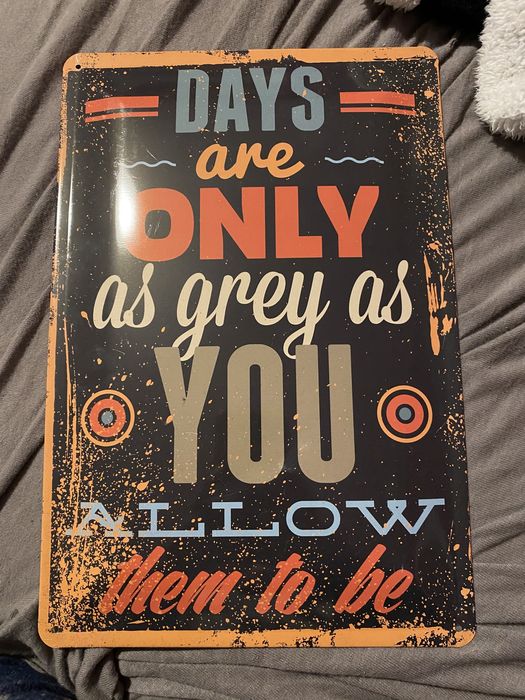 DAYS
are
ONLY
as grey as
YOU
ALLOW
them to be